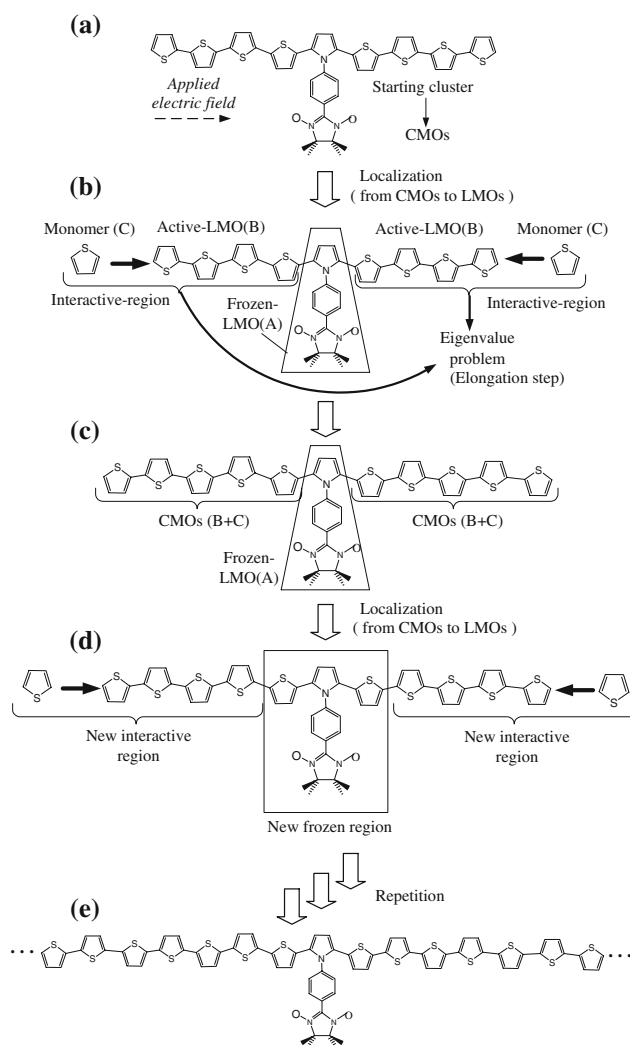 (a)
S S S S N S S S S
Applied
electric field
Starting cluster
CMOs
O N N O
Localization
( from CMOs to LMOs )
(b)
Monomer (C) Active-LMO(B) Active-LMO(B) Monomer (C)
S S S S S N S S S S S
Interactive-region Interactive-region
Frozen-
LMO(A)
O N N O
Eigenvalue
problem
(Elongation step)
(c)
S S S S S N S S S S S
CMOs (B+C) CMOs (B+C)
Frozen-
LMO(A)
O N N O
Localization
( from CMOs to LMOs )
(d)
S S S S S S N S S S S S S
New interactive
region
New interactive
region
O N N O
New frozen region
Repetition
(e)
... S S S S S S S N S S S S S S S ...
O N N O